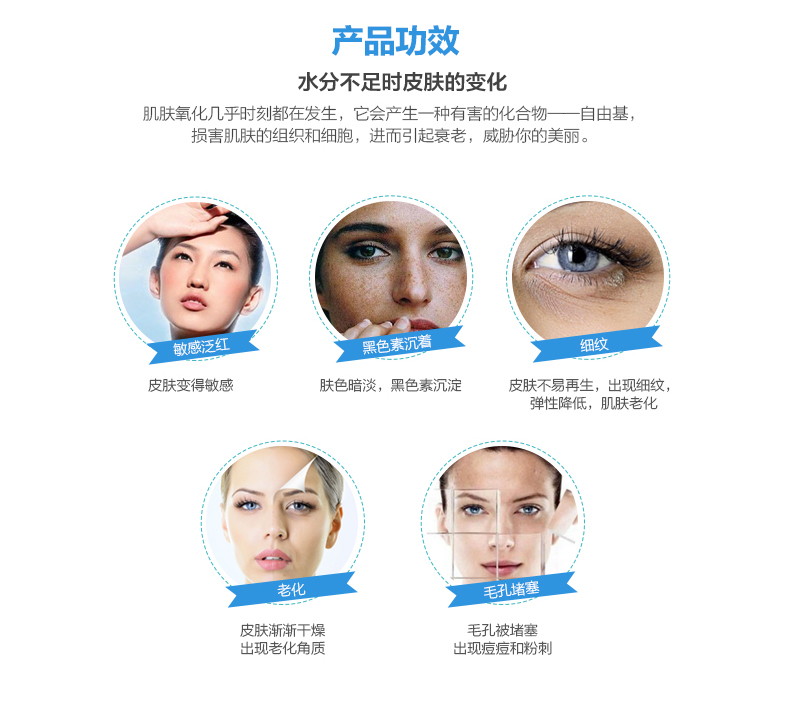 产品功效
水分不足时皮肤的变化
肌肤氧化几乎时刻都在发生，它会产生一种有害的化合物——自由基，
损害肌肤的组织和细胞，进而引起衰老，威胁你的美丽。
敏感泛红
黑色素沉着
细纹
皮肤变得敏感
肤色暗淡，黑色素沉淀
皮肤不易再生，出现细纹，
弹性降低，肌肤老化
老化
毛孔堵塞
皮肤渐渐干燥
出现老化角质
毛孔被堵塞
出现痘痘和粉刺